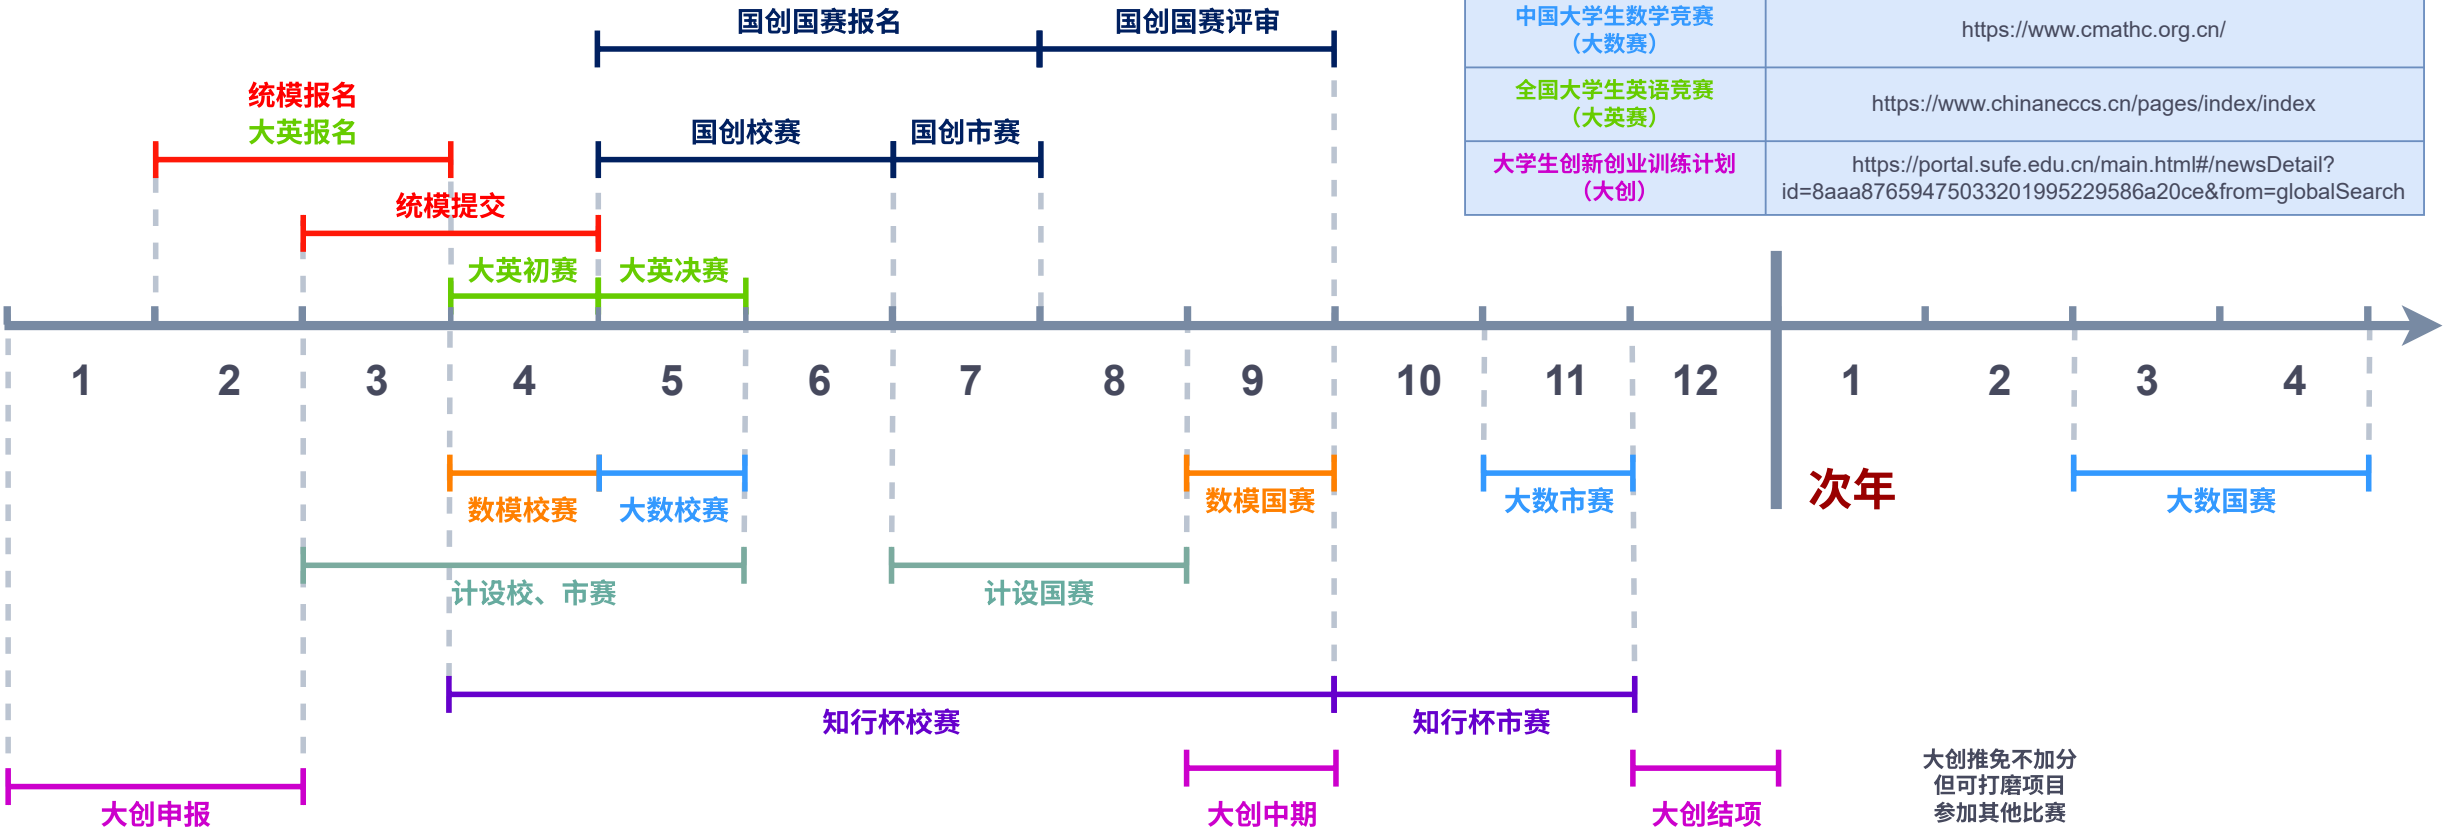 国创国赛报名
国创国赛评审
中国大学生数学竞赛
（大数赛）
https://www.cmathc.org.cn/
统模报名
大英报名
国创校赛
国创市赛
全国大学生英语竞赛
（大英赛）
https://www.chinaneccs.cn/pages/index/index
统模提交
大学生创新创业训练计划
（大创）
https://portal.sufe.edu.cn/main.html#/newsDetail?
id=8aaa87659475033201995229586a20ce&from=globalSearch
大英初赛
大英决赛
1
2
3
4
5
6
7
8
9
10
11
12
1
2
3
4
数模校赛
大数校赛
数模国赛
大数市赛
次年
大数国赛
计设校、市赛
计设国赛
知行杯校赛
知行杯市赛
大创申报
大创中期
大创结项
大创推免不加分
但可打磨项目
参加其他比赛